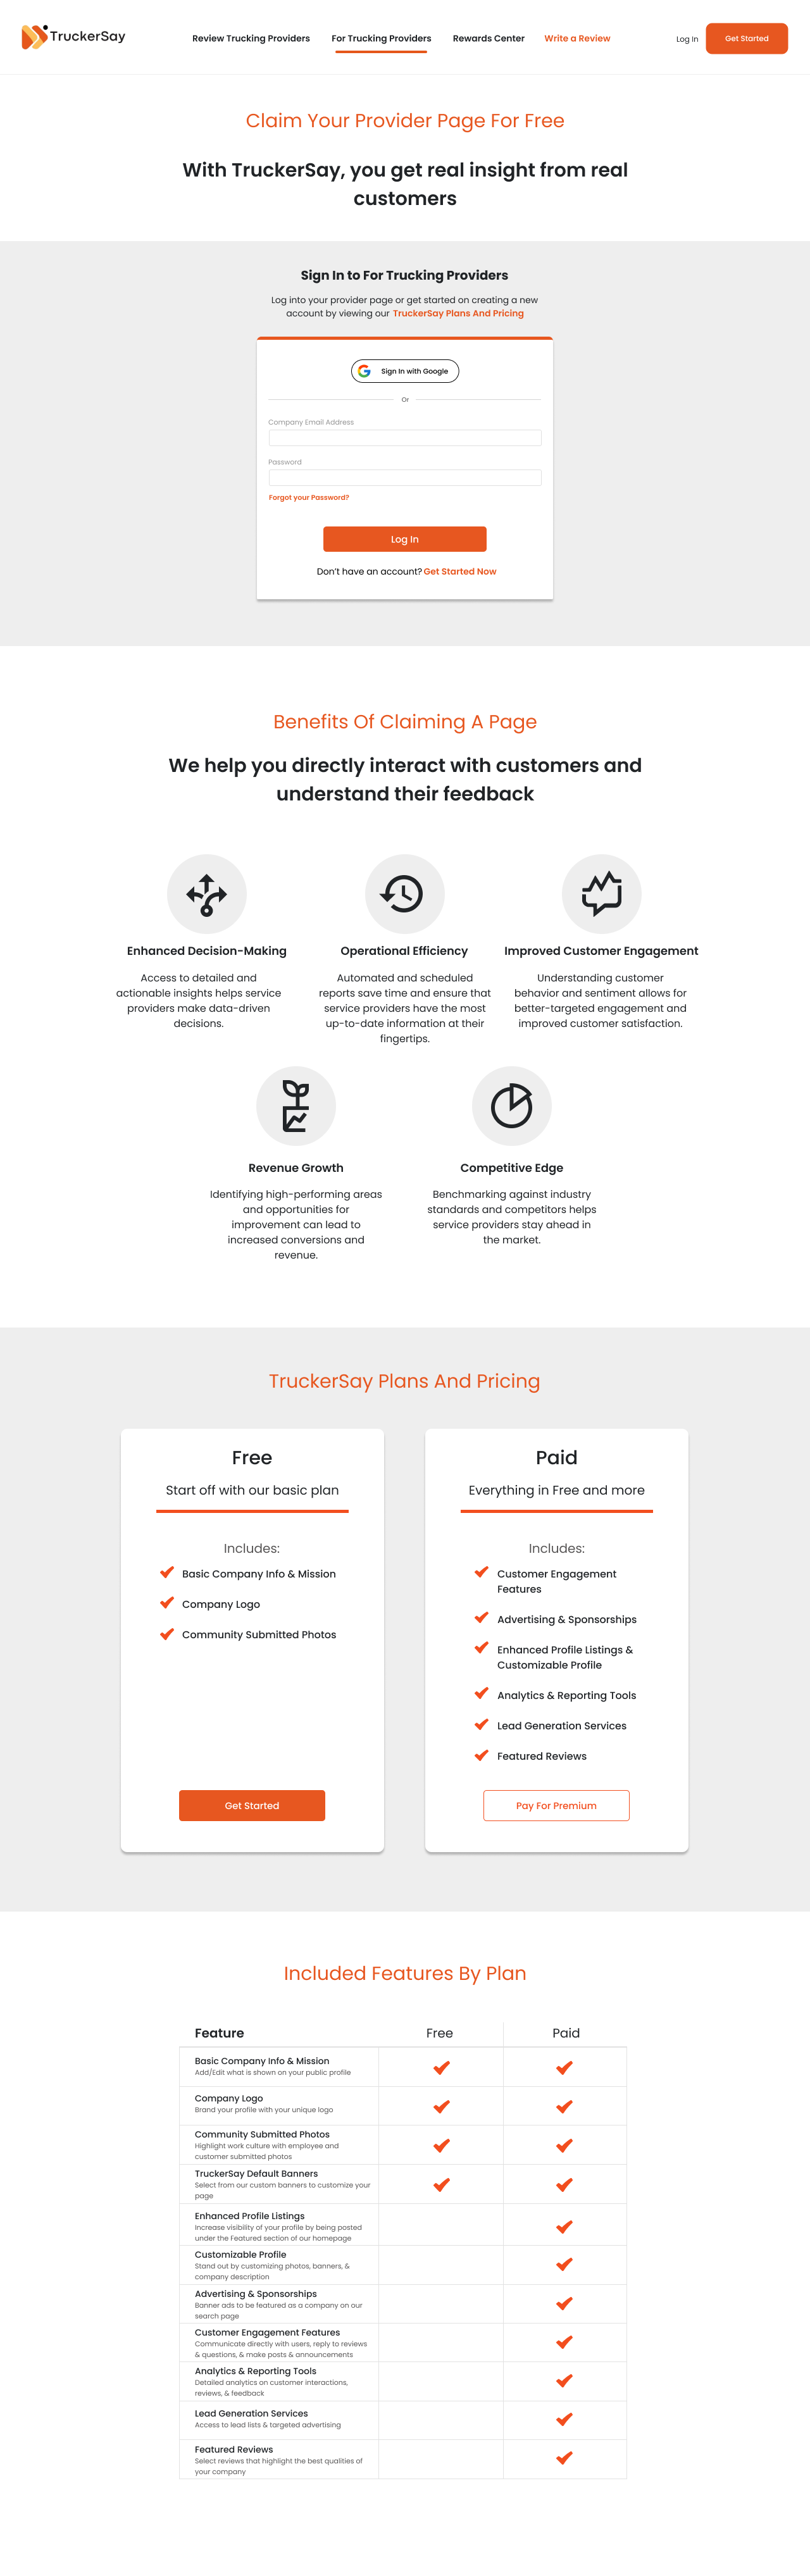 TruckerSay
Review Trucking Providers
For Trucking Providers
Rewards Center
Write a Review
Log In
Get Started
Claim Your Provider Page For Free
With TruckerSay, you get real insight from real
customers
Sign In to For Trucking Providers
Log into your provider page or get started on creating a new
account by viewing our TruckerSay Plans And Pricing
Sign In with Google
Or
Company Email Address
Password
Forgot your Password?
Log In
Don't have an account? Get Started Now
Benefits Of Claiming A Page
We help you directly interact with customers and
understand their feedback
Enhanced Decision-Making
Access to detailed and
actionable insights helps service
providers make data-driven
decisions.
Operational Efficiency
Automated and scheduled
reports save time and ensure that
service providers have the most
up-to-date information at their
fingertips.
Improved Customer Engagement
Understanding customer
behavior and sentiment allows for
better-targeted engagement and
improved customer satisfaction.
Revenue Growth
Identifying high-performing areas
and opportunities for
improvement can lead to
increased conversions and
revenue.
Competitive Edge
Benchmarking against industry
standards and competitors helps
service providers stay ahead in
the market.
TruckerSay Plans And Pricing
Free
Start off with our basic plan
Includes:
Basic Company Info & Mission
Company Logo
Community Submitted Photos
Get Started
Paid
Everything in Free and more
Includes:
Customer Engagement
Features
Advertising & Sponsorships
Enhanced Profile Listings &
Customizable Profile
Analytics & Reporting Tools
Lead Generation Services
Featured Reviews
Pay For Premium
Included Features By Plan
Feature
Free
Paid
Basic Company Info & Mission
Add/Edit what is shown on your public profile
Company Logo
Brand your profile with your unique logo
Community Submitted Photos
Highlight work culture with employee and
customer submitted photos
TruckerSay Default Banners
Select from our custom banners to customize your
page
Enhanced Profile Listings
Increase visibility of your profile by being posted
under the Featured section of our homepage
Customizable Profile
Stand out by customizing photos, banners, &
company description
Advertising & Sponsorships
Banner ads to be featured as a company on our
search page
Customer Engagement Features
Communicate directly with users, reply to reviews
& questions, & make posts & announcements
Analytics & Reporting Tools
Detailed analytics on customer interactions,
reviews, & feedback
Lead Generation Services
Access to lead lists & targeted advertising
Featured Reviews
Select reviews that highlight the best qualities of
your company